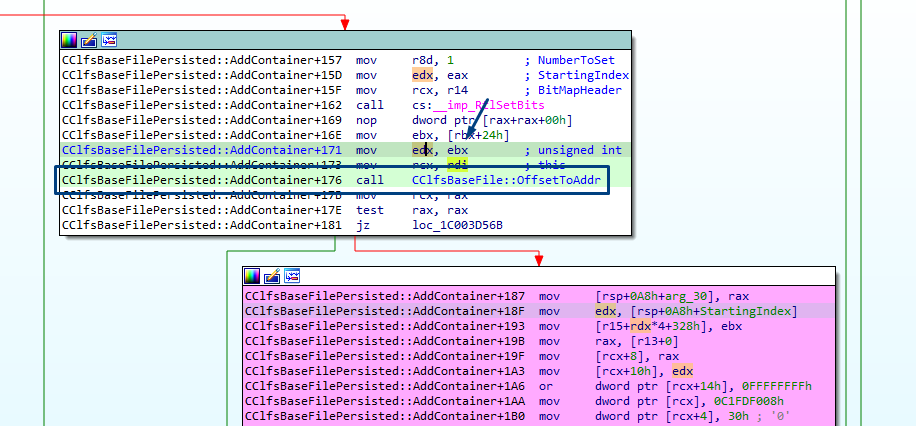 CClfsBaseFilePersisted::AddContainer+157 mov r8d, 1 ; NumberToSet
CClfsBaseFilePersisted::AddContainer+15D mov edx, eax ; StartingIndex
CClfsBaseFilePersisted::AddContainer+15F mov rcx, r14 ; BitMapHeader
CClfsBaseFilePersisted::AddContainer+162 call cs:__imp_RtlSetBits
CClfsBaseFilePersisted::AddContainer+169 nop dword ptr [rax+rax+00h]
CClfsBaseFilePersisted::AddContainer+16E mov ebx, [rbx+24h]
CClfsBaseFilePersisted::AddContainer+171 mov edx, ebx ; unsigned int
CClfsBaseFilePersisted::AddContainer+173 mov rcx, rdi ; this
CClfsBaseFilePersisted::AddContainer+176 call CClfsBaseFile::OffsetToAddr
CClfsBaseFilePersisted::AddContainer+17B mov rcx, rax
CClfsBaseFilePersisted::AddContainer+17E test rax, rax
CClfsBaseFilePersisted::AddContainer+181 jz loc_1C003D56B
CClfsBaseFilePersisted::AddContainer+187 mov [rsp+0A8h+arg_30], rax
CClfsBaseFilePersisted::AddContainer+18F mov edx, [rsp+0A8h+StartingIndex]
CClfsBaseFilePersisted::AddContainer+193 mov [r15+rdx*4+328h], ebx
CClfsBaseFilePersisted::AddContainer+19B mov rax, [r13+0]
CClfsBaseFilePersisted::AddContainer+19F mov [rcx+8], rax
CClfsBaseFilePersisted::AddContainer+1A3 mov [rcx+10h], edx
CClfsBaseFilePersisted::AddContainer+1A6 or dword ptr [rcx+14h], 0FFFFFFFFh
CClfsBaseFilePersisted::AddContainer+1AA mov dword ptr [rcx], 0C1FDF008h
CClfsBaseFilePersisted::AddContainer+1B0 mov dword ptr [rcx+4], 30h ; '0'